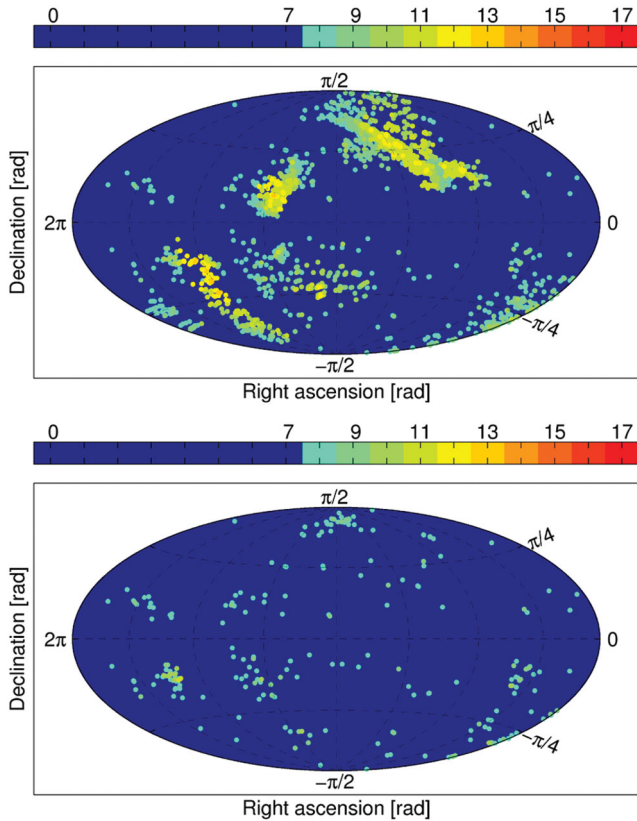 0 7 9 11 13 15 17
π/2
π/4
Declination [rad]
2π
0
−π/4
−π/2
Right ascension [rad]
0 7 9 11 13 15 17
π/2
π/4
Declination [rad]
2π
0
−π/4
−π/2
Right ascension [rad]